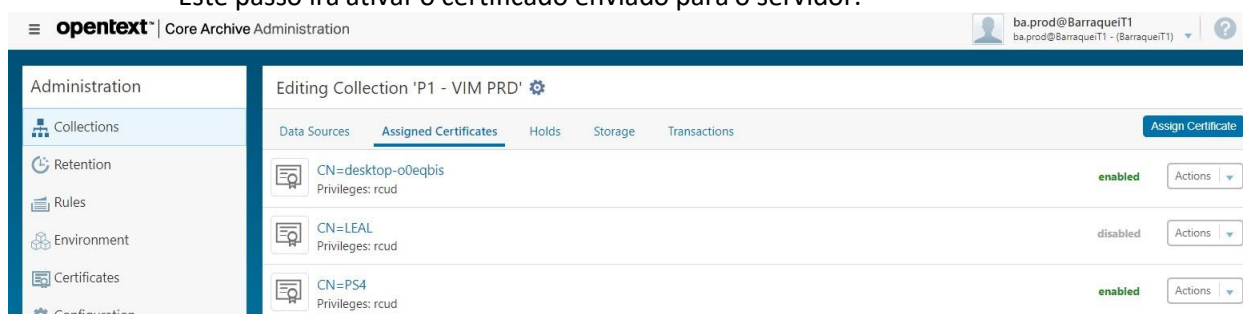 Este passo irá ativar o certificado enviado para o servidor.
≡ opentext™ | Core Archive Administration
ba.prod@BarraqueiT1
ba.prod@BarraqueiT1 - (BarraqueiT1)
?
Administration
Editing Collection 'P1 - VIM PRD'
Collections
Data Sources Assigned Certificates Holds Storage Transactions Assign Certificate
Retention
CN=desktop-o0eqbis
Privileges: rcud
enabled Actions
Rules
Environment
CN=LEAL
Privileges: rcud
disabled Actions
Certificates
CN=PS4
Privileges: rcud
enabled Actions
Configuration